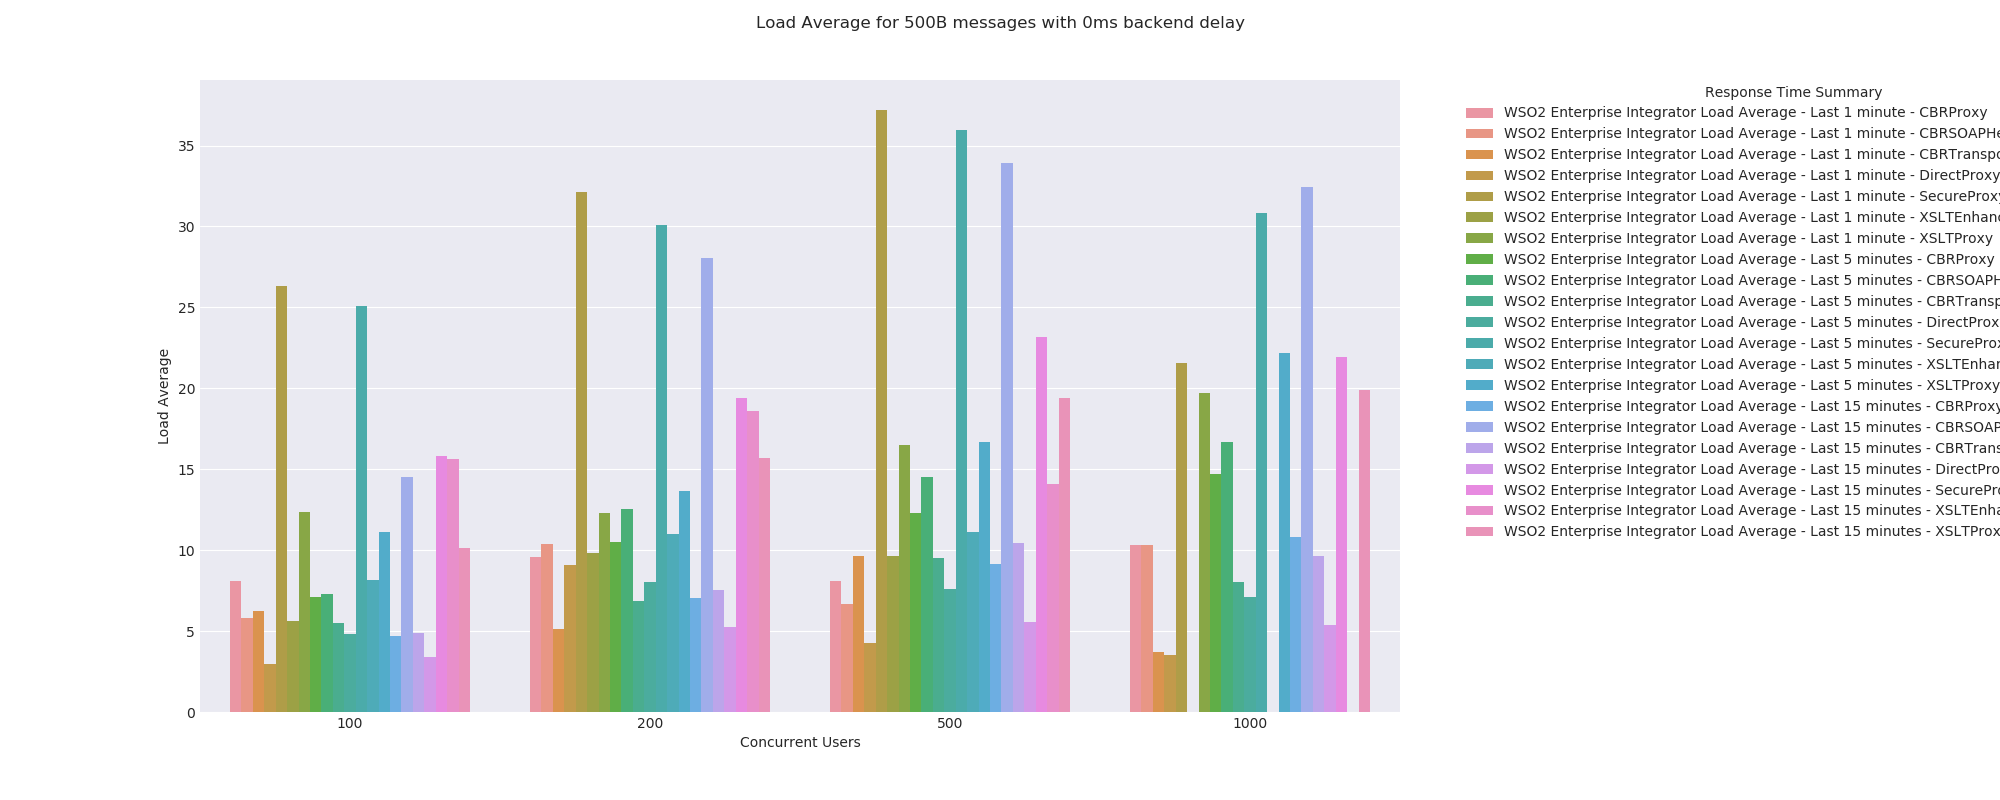 Load Average for 500B messages with 0ms backend delay
35
30
25
20
15
10
5
0
Load Average
100
200
500
1000
Concurrent Users
Response Time Summary
WSO2 Enterprise Integrator Load Average - Last 1 minute - CBRProxy
WSO2 Enterprise Integrator Load Average - Last 1 minute - CBRSOAPHe
WSO2 Enterprise Integrator Load Average - Last 1 minute - CBRTranspo
WSO2 Enterprise Integrator Load Average - Last 1 minute - DirectProxy
WSO2 Enterprise Integrator Load Average - Last 1 minute - SecureProxy
WSO2 Enterprise Integrator Load Average - Last 1 minute - XSLTEnhanc
WSO2 Enterprise Integrator Load Average - Last 1 minute - XSLTProxy
WSO2 Enterprise Integrator Load Average - Last 5 minutes - CBRProxy
WSO2 Enterprise Integrator Load Average - Last 5 minutes - CBRSOAPH
WSO2 Enterprise Integrator Load Average - Last 5 minutes - CBRTransp
WSO2 Enterprise Integrator Load Average - Last 5 minutes - DirectProx
WSO2 Enterprise Integrator Load Average - Last 5 minutes - SecureProx
WSO2 Enterprise Integrator Load Average - Last 5 minutes - XSLTEnhan
WSO2 Enterprise Integrator Load Average - Last 5 minutes - XSLTProxy
WSO2 Enterprise Integrator Load Average - Last 15 minutes - CBRProxy
WSO2 Enterprise Integrator Load Average - Last 15 minutes - CBRSOAP
WSO2 Enterprise Integrator Load Average - Last 15 minutes - CBRTrans
WSO2 Enterprise Integrator Load Average - Last 15 minutes - DirectPro
WSO2 Enterprise Integrator Load Average - Last 15 minutes - SecurePro
WSO2 Enterprise Integrator Load Average - Last 15 minutes - XSLTEnha
WSO2 Enterprise Integrator Load Average - Last 15 minutes - XSLTProx